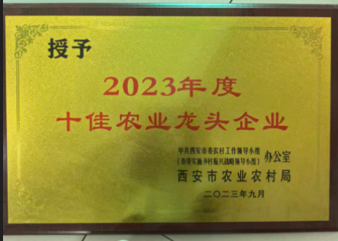 授予
2023年度
十佳农业龙头企业
中共西安市委农村工作领导小组
（市委实施乡村振兴战略领导小组）
办公室
西安市农业农村局
二〇二三年九月